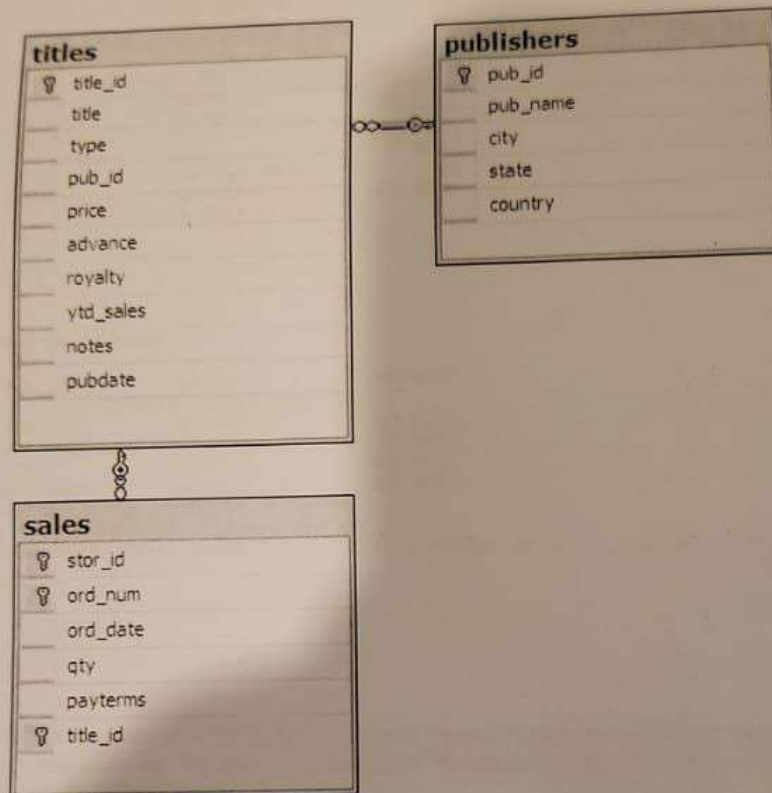 titles
title_id
title
type
pub_id
price
advance
royalty
ytd_sales
notes
pubdate
publishers
pub_id
pub_name
city
state
country
sales
stor_id
ord_num
ord_date
qty
payterms
title_id